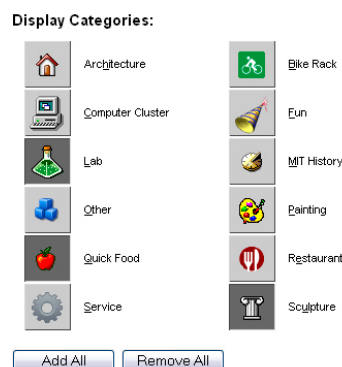 Display Categories:
Architecture
Bike Rack
Computer Cluster
Fun
Lab
MIT History
Other
Painting
Quick Food
Restaurant
Service
Sculpture
Add All
Remove All